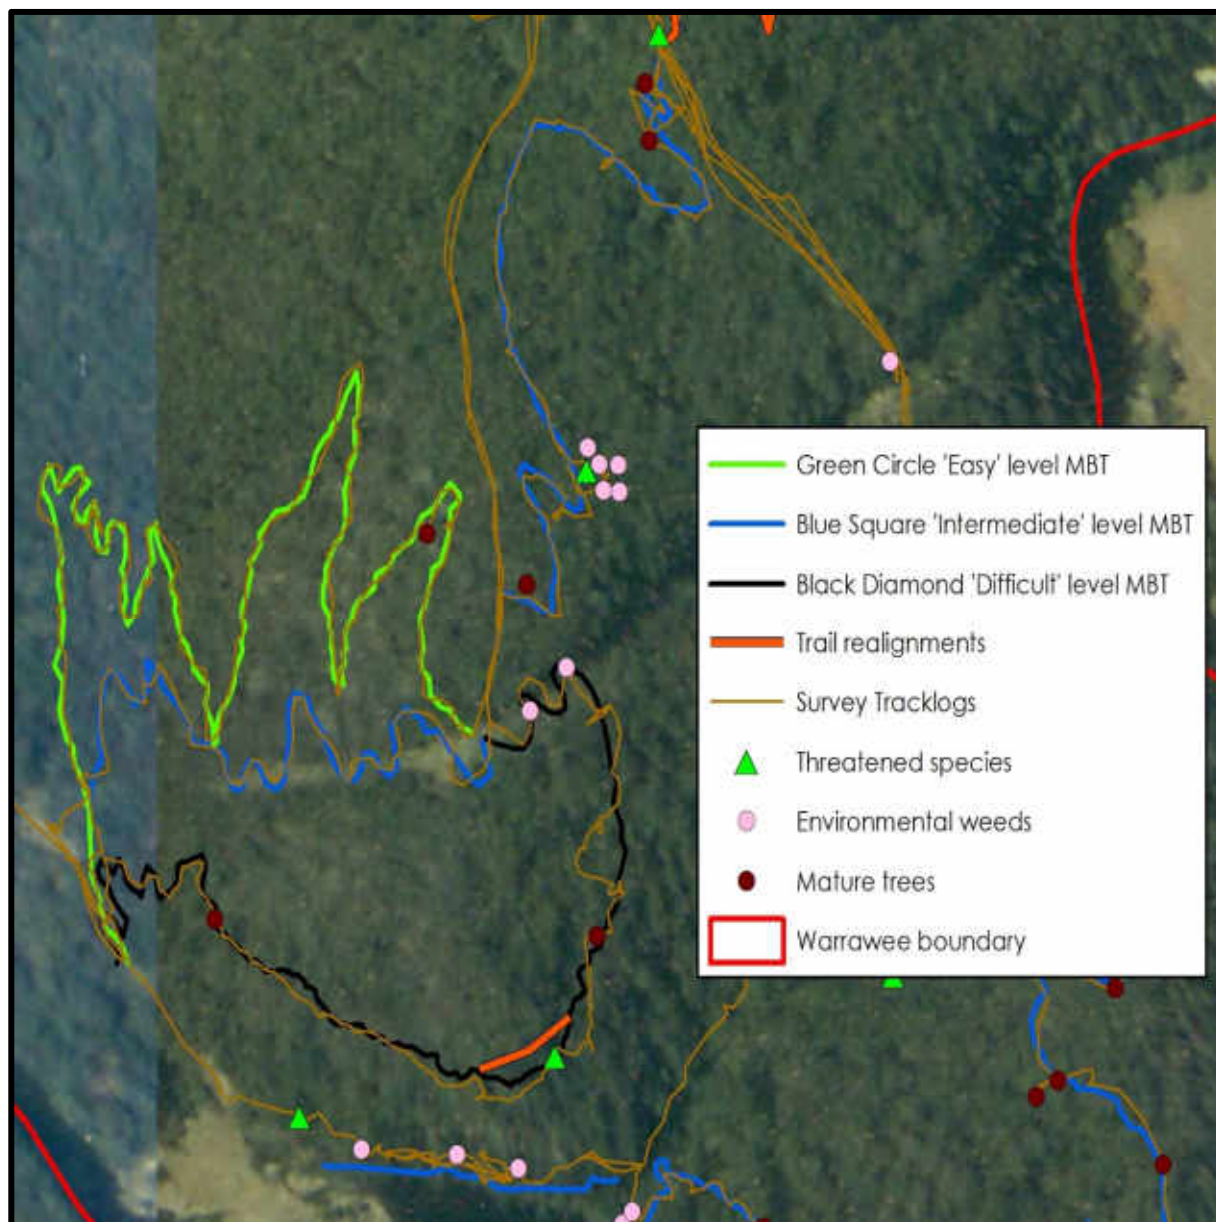 Green Circle 'Easy' level MBT
Blue Square 'Intermediate' level MBT
Black Diamond 'Difficult' level MBT
Trail realignments
Survey Tracklogs
Threatened species
Environmental weeds
Mature trees
Warrawee boundary